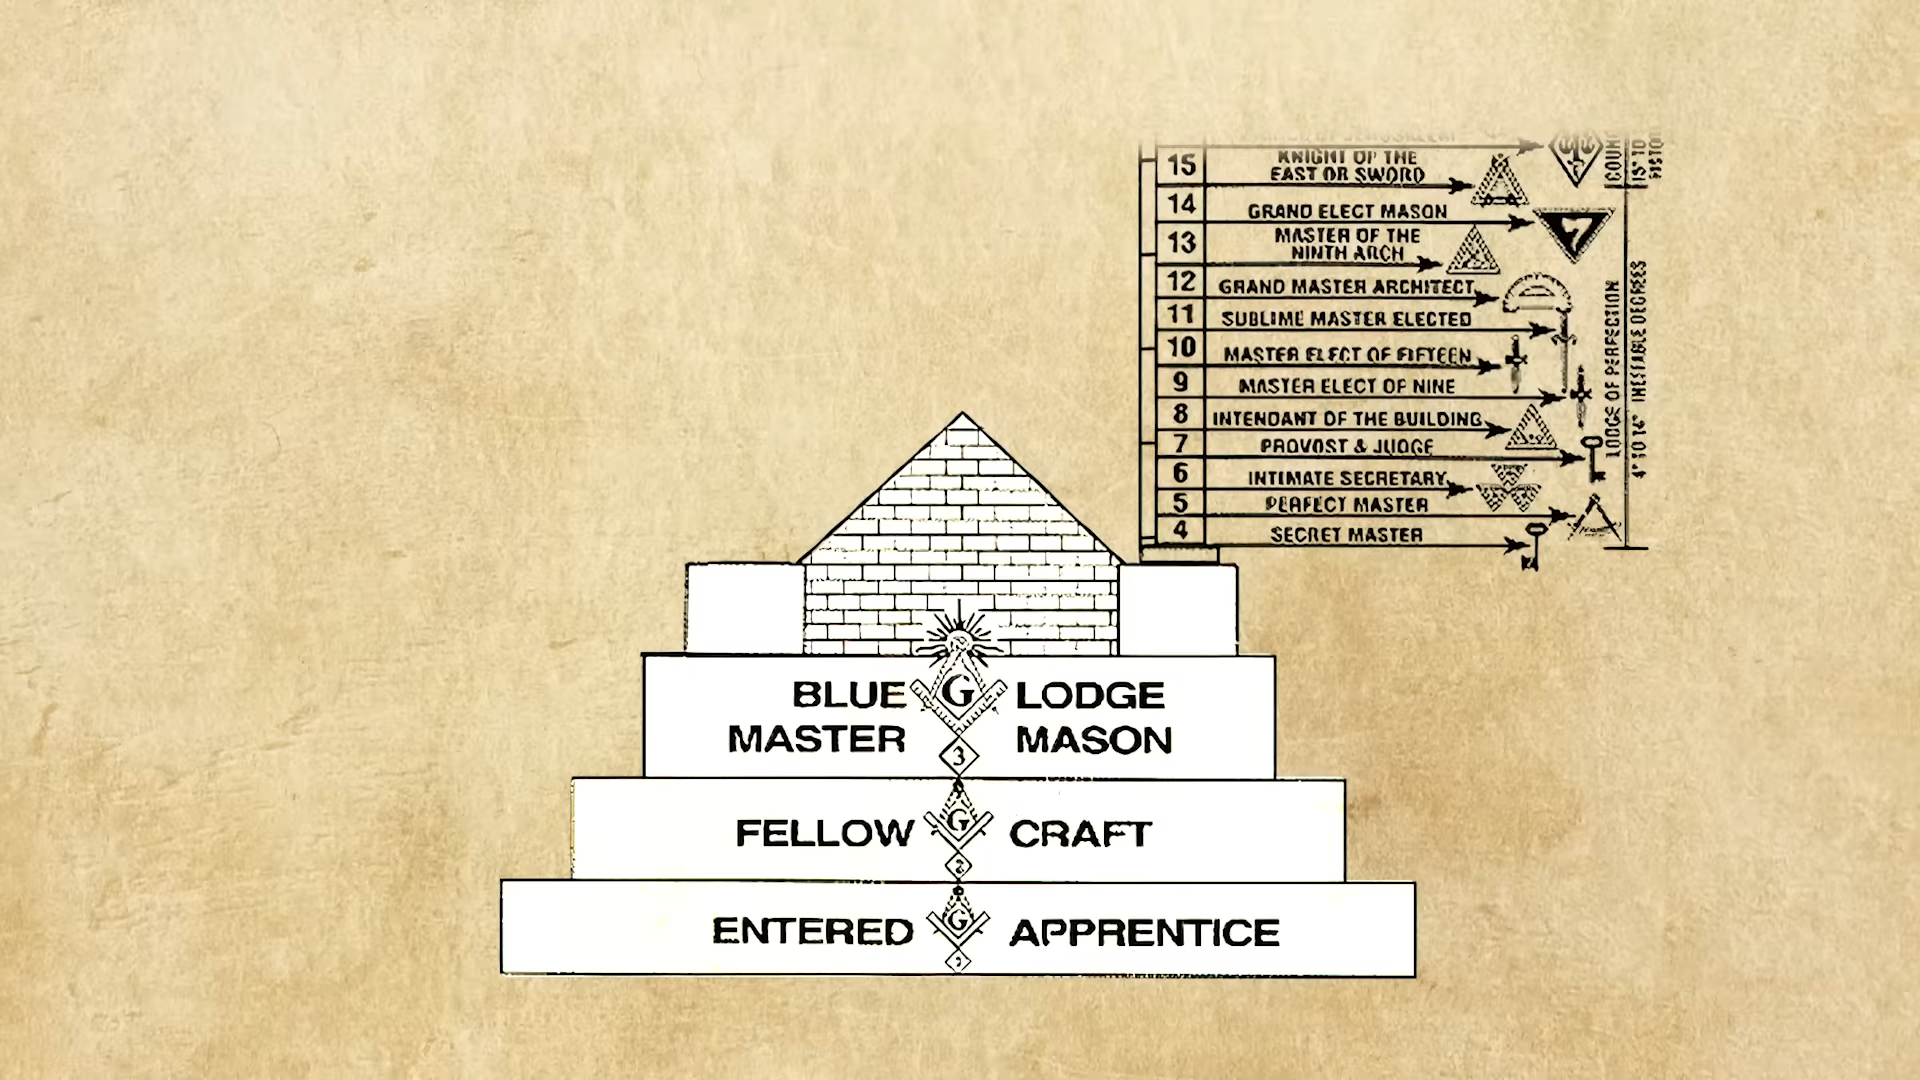 15 KNIGHT OF THE
EAST OR SWORD
14 GRAND ELECT MASON
13 MASTER OF THE
NINTH ARCH
12 GRAND MASTER ARCHITECT
11 SUBLIME MASTER ELECTED
10 MASTER ELECT OF FIFTEEN
9 MASTER ELECT OF NINE
8 INTENDANT OF THE BUILDING
7 PROVOST & JUDGE
6 INTIMATE SECRETARY
5 PERFECT MASTER
4 SECRET MASTER
7
LODGE OF PERFECTION
4° TO 14° INEFFABLE DEGREES
BLUE G LODGE
MASTER MASON
3
FELLOW G CRAFT
2
ENTERED G APPRENTICE